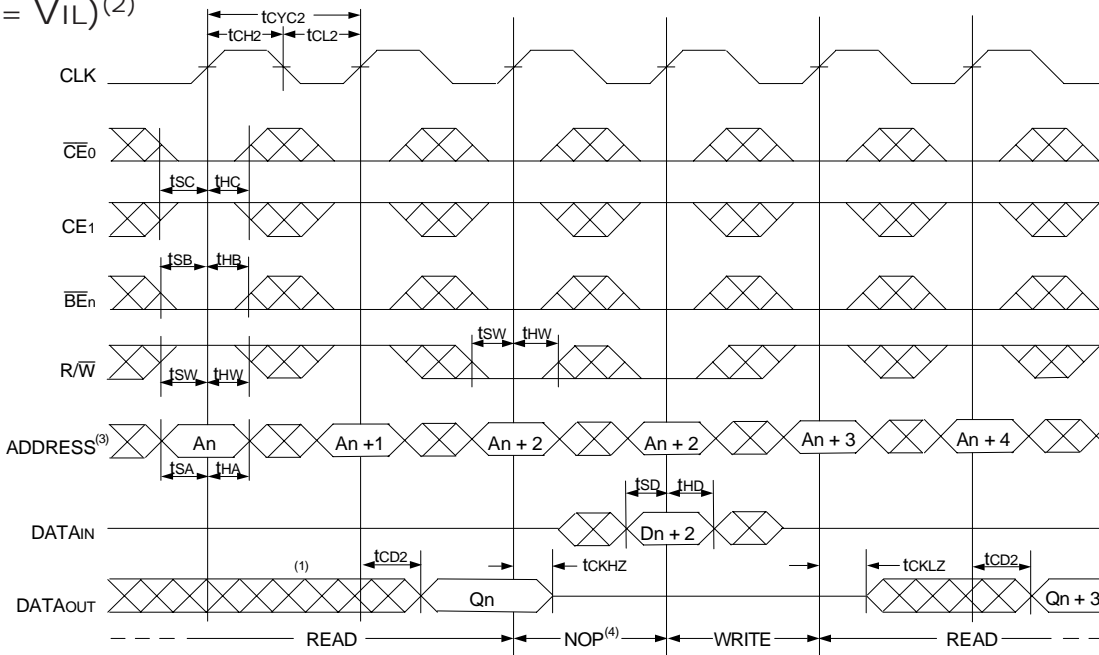 = VIL)(2)
tCYC2
tCH2 tCL2
CLK
CE0
tSC tHC
CE1
tSB tHB
BEn
tSW tHW
R/W
tSW tHW
ADDRESS(3) An An +1 An + 2 An + 2 An + 3 An + 4
tSA tHA
tSD tHD
DATAIN Dn + 2
(1) tCD2 tCKHZ tCKLZ tCD2
DATAOUT Qn Qn + 3
READ NOP(4) WRITE READ